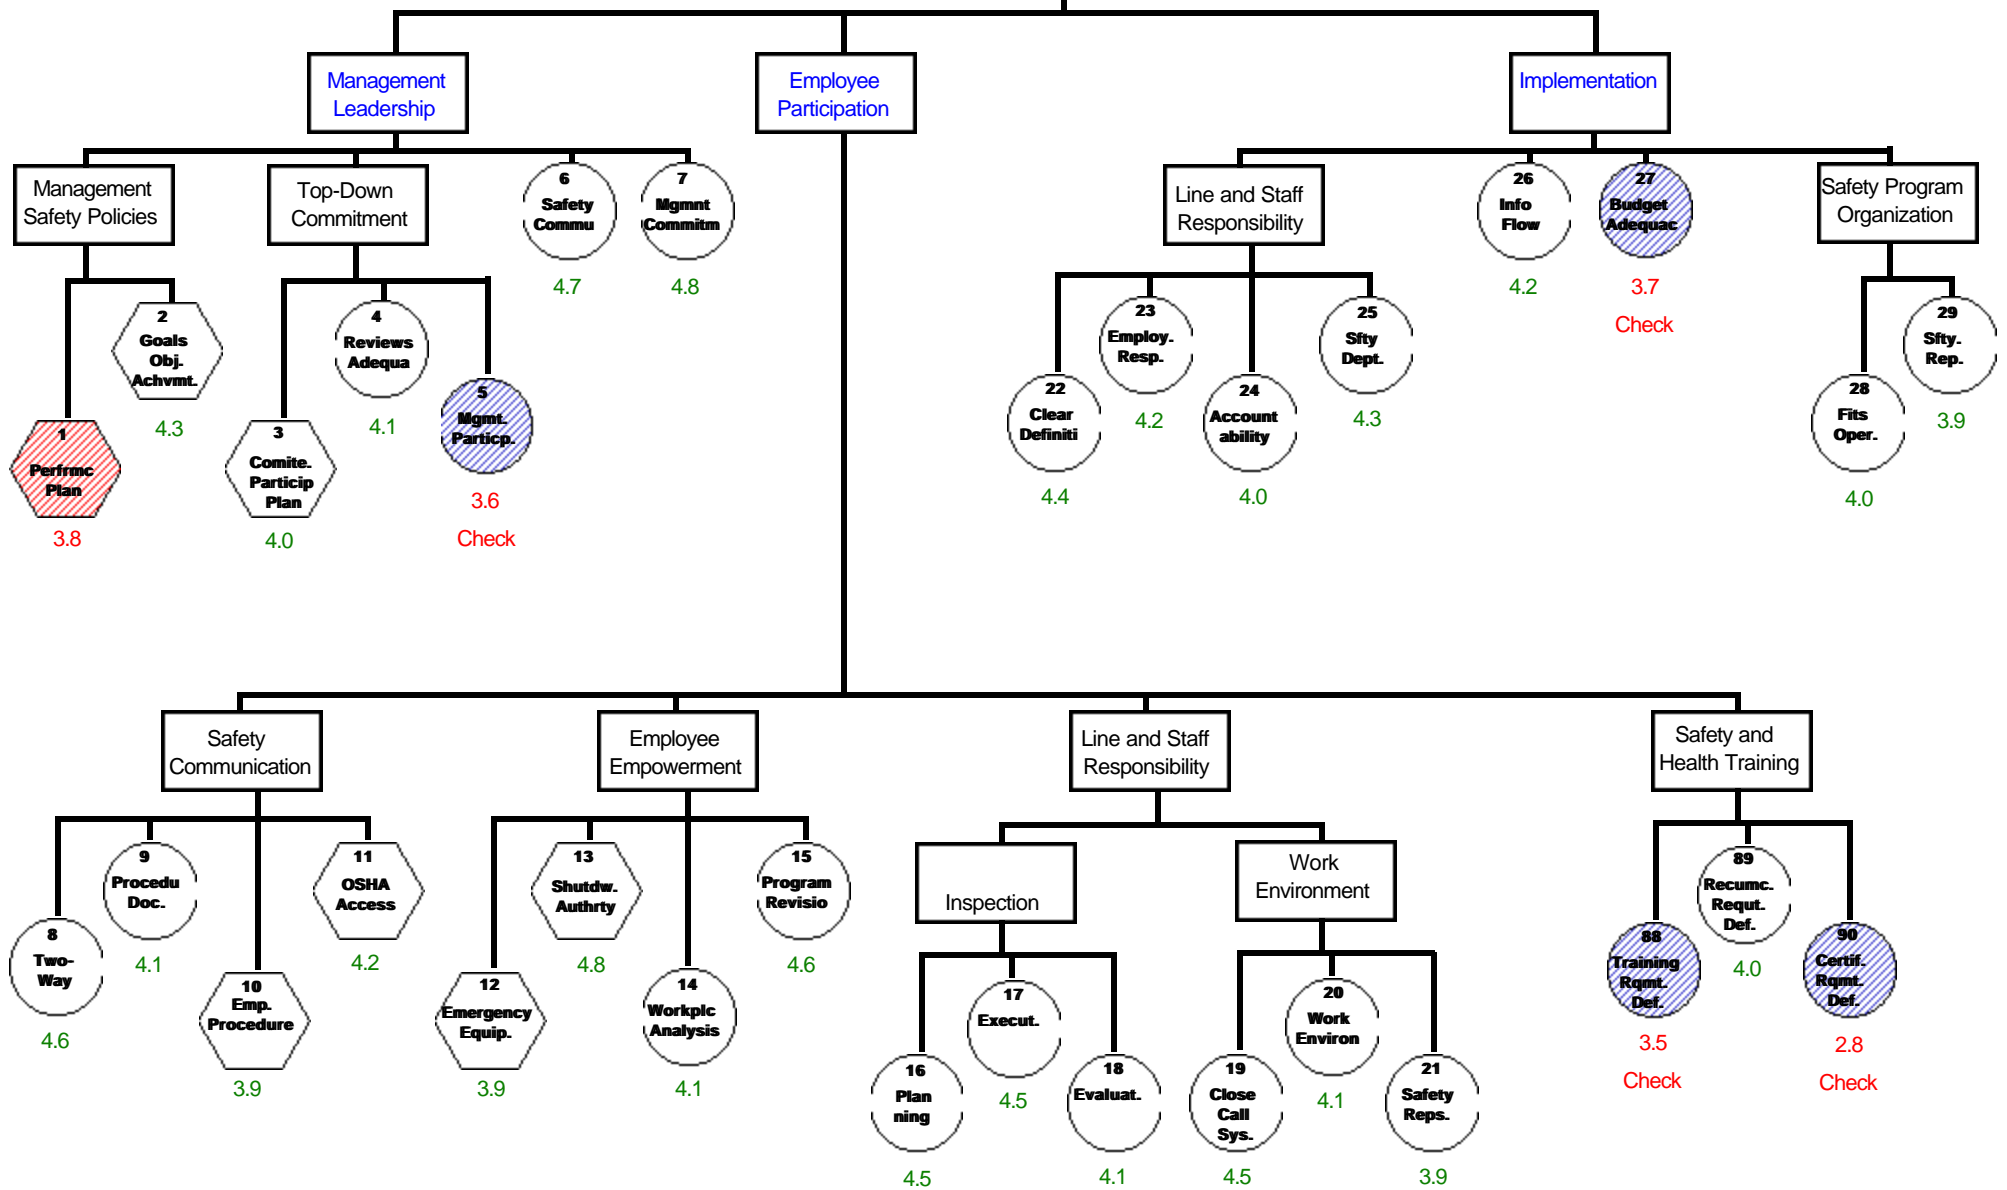 Management
Leadership
Employee
Participation
Implementation
Management
Safety Policies
Top-Down
Commitment
6
Safety
Commu
4.7
7
Mgmnt
Commitm
4.8
Line and Staff
Responsibility
26
Info
Flow
4.2
27
Budget
Adequac
3.7
Check
Safety Program
Organization
1
Perfrmc
Plan
3.8
2
Goals
Obj.
Achvmt.
4.3
3
Comite.
Particip
Plan
4.0
4
Reviews
Adequa
4.1
5
Mgmt.
Particp.
3.6
Check
22
Clear
Definiti
4.4
23
Employ.
Resp.
4.2
24
Account
ability
4.0
25
Sfty
Dept.
4.3
28
Fits
Oper.
4.0
29
Sfty.
Rep.
3.9
Safety
Communication
Employee
Empowerment
Line and Staff
Responsibility
Safety and
Health Training
8
Two-
Way
4.6
9
Procedu
Doc.
4.1
10
Emp.
Procedure
3.9
11
OSHA
Access
4.2
12
Emergency
Equip.
3.9
13
Shutdw.
Authrty
4.8
14
Workplc
Analysis
4.1
15
Program
Revisio
4.6
Inspection
Work
Environment
16
Plan
ning
4.5
17
Execut.
4.5
18
Evaluat.
4.1
19
Close
Call
Sys.
4.5
20
Work
Environ
4.1
21
Safety
Reps.
3.9
88
Training
Rqmt.
Def.
3.5
Check
89
Recumc.
Requt.
Def.
4.0
90
Certif.
Rqmt.
Def.
2.8
Check